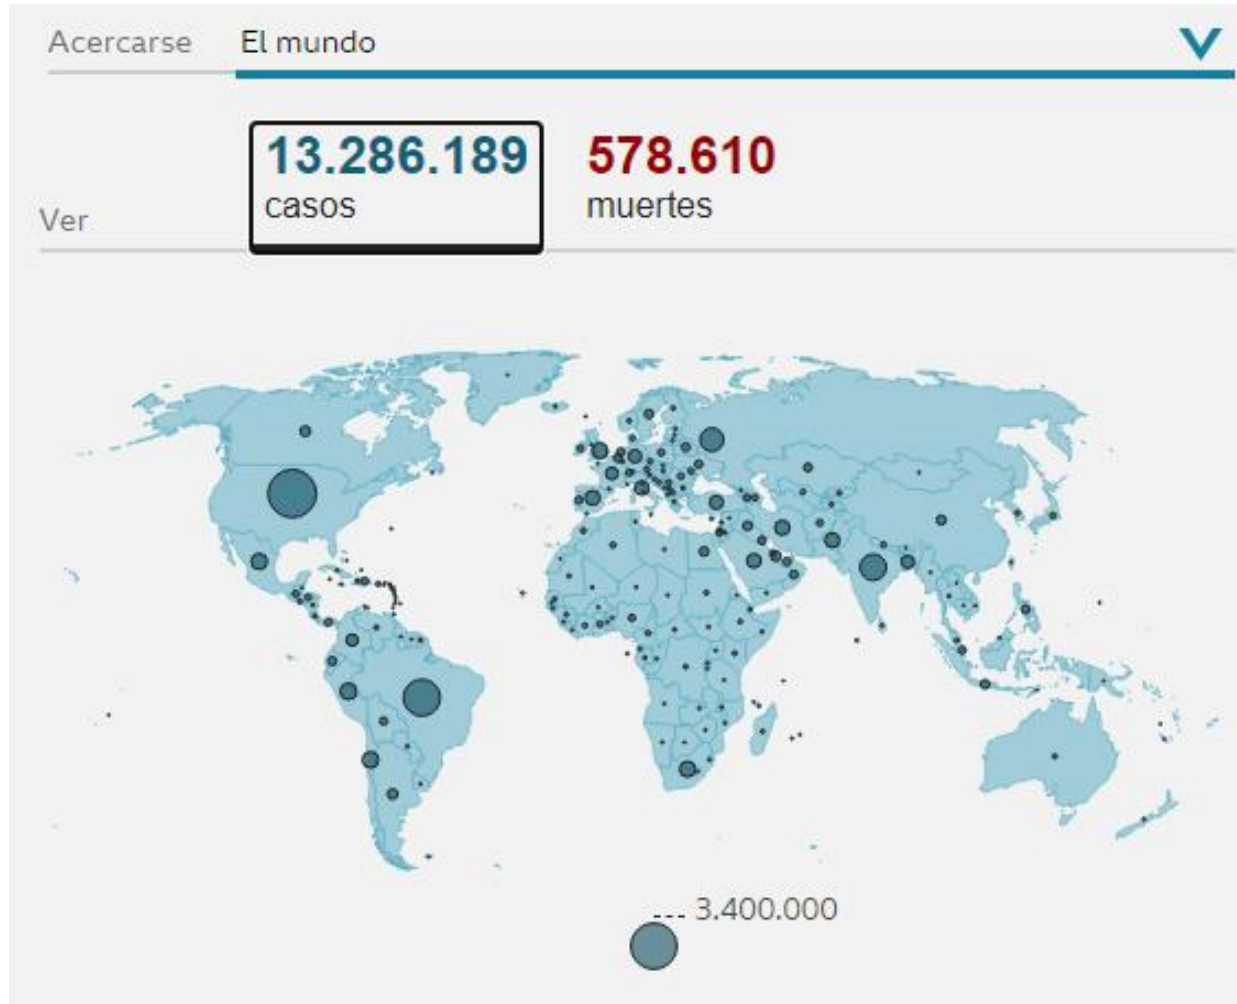 Acercarse El mundo
13.286.189 578.610
casos muertes
Ver
3.400.000